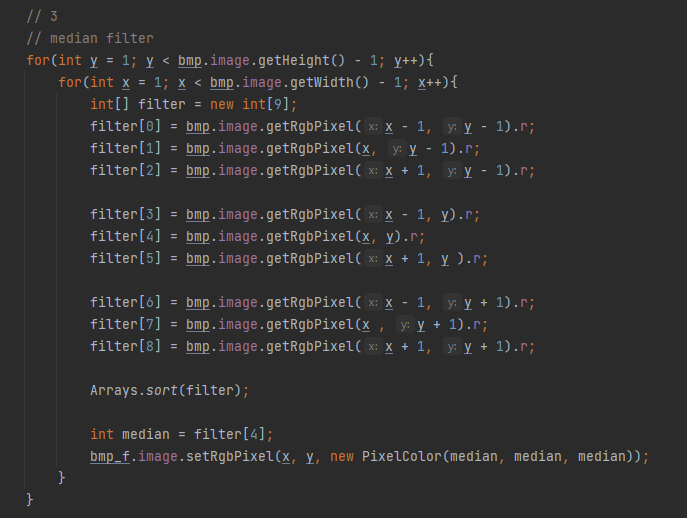 // 3
// median filter
for(int y = 1; y < bmp.image.getHeight() - 1; y++){
    for(int x = 1; x < bmp.image.getWidth() - 1; x++){
        int[] filter = new int[9];
        filter[0] = bmp.image.getRgbPixel( x: x - 1, y: y - 1).r;
        filter[1] = bmp.image.getRgbPixel(x, y: y - 1).r;
        filter[2] = bmp.image.getRgbPixel( x: x + 1, y: y - 1).r;

        filter[3] = bmp.image.getRgbPixel( x: x - 1, y).r;
        filter[4] = bmp.image.getRgbPixel(x, y).r;
        filter[5] = bmp.image.getRgbPixel( x: x + 1, y ).r;

        filter[6] = bmp.image.getRgbPixel( x: x - 1, y: y + 1).r;
        filter[7] = bmp.image.getRgbPixel(x , y: y + 1).r;
        filter[8] = bmp.image.getRgbPixel( x: x + 1, y: y + 1).r;

        Arrays.sort(filter);

        int median = filter[4];
        bmp_f.image.setRgbPixel(x, y, new PixelColor(median, median, median));
    }
}